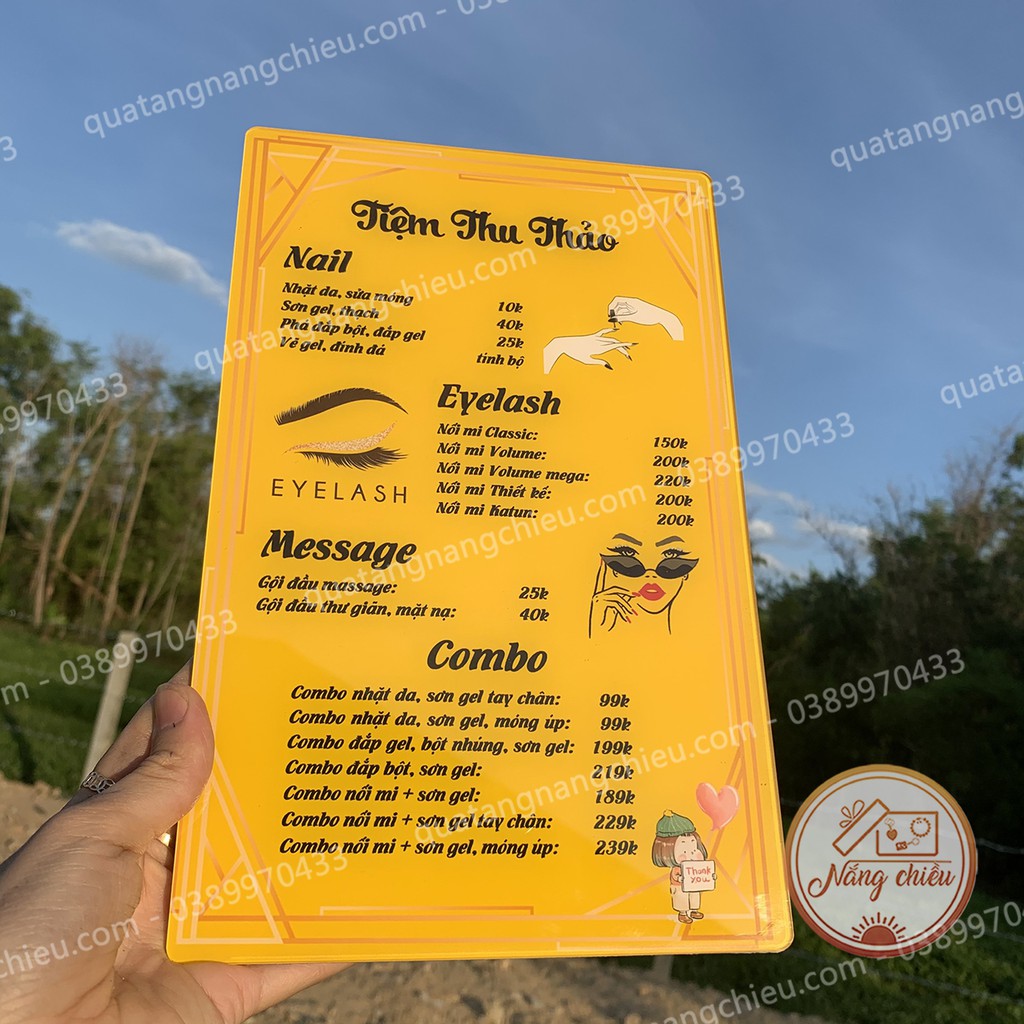 quatangnangchieu.com - 0389970433
Tiệm Thu Thảo
Nail
Nhặt da, sửa móng 10k
Sơn gel, thạch 40k
Phá đắp bột, đắp gel 25k
Vẽ gel, đính đá tính bộ
EYELASH
Eyelash
Nối mi Classic: 150k
Nối mi Volume: 200k
Nối mi Volume mega: 220k
Nối mi Thiết kế: 200k
Nối mi Katun: 200k
Message
Gội đầu massage: 25k
Gội đầu thư giãn, mặt nạ: 40k
Combo
Combo nhặt da, sơn gel tay chân: 99k
Combo nhặt da, sơn gel, móng úp: 99k
Combo đắp gel, bột nhúng, sơn gel: 199k
Combo đắp bột, sơn gel: 219k
Combo nối mi + sơn gel: 189k
Combo nối mi + sơn gel tay chân: 229k
Combo nối mi + sơn gel, móng úp: 239k
Thank
you
Nắng chiều